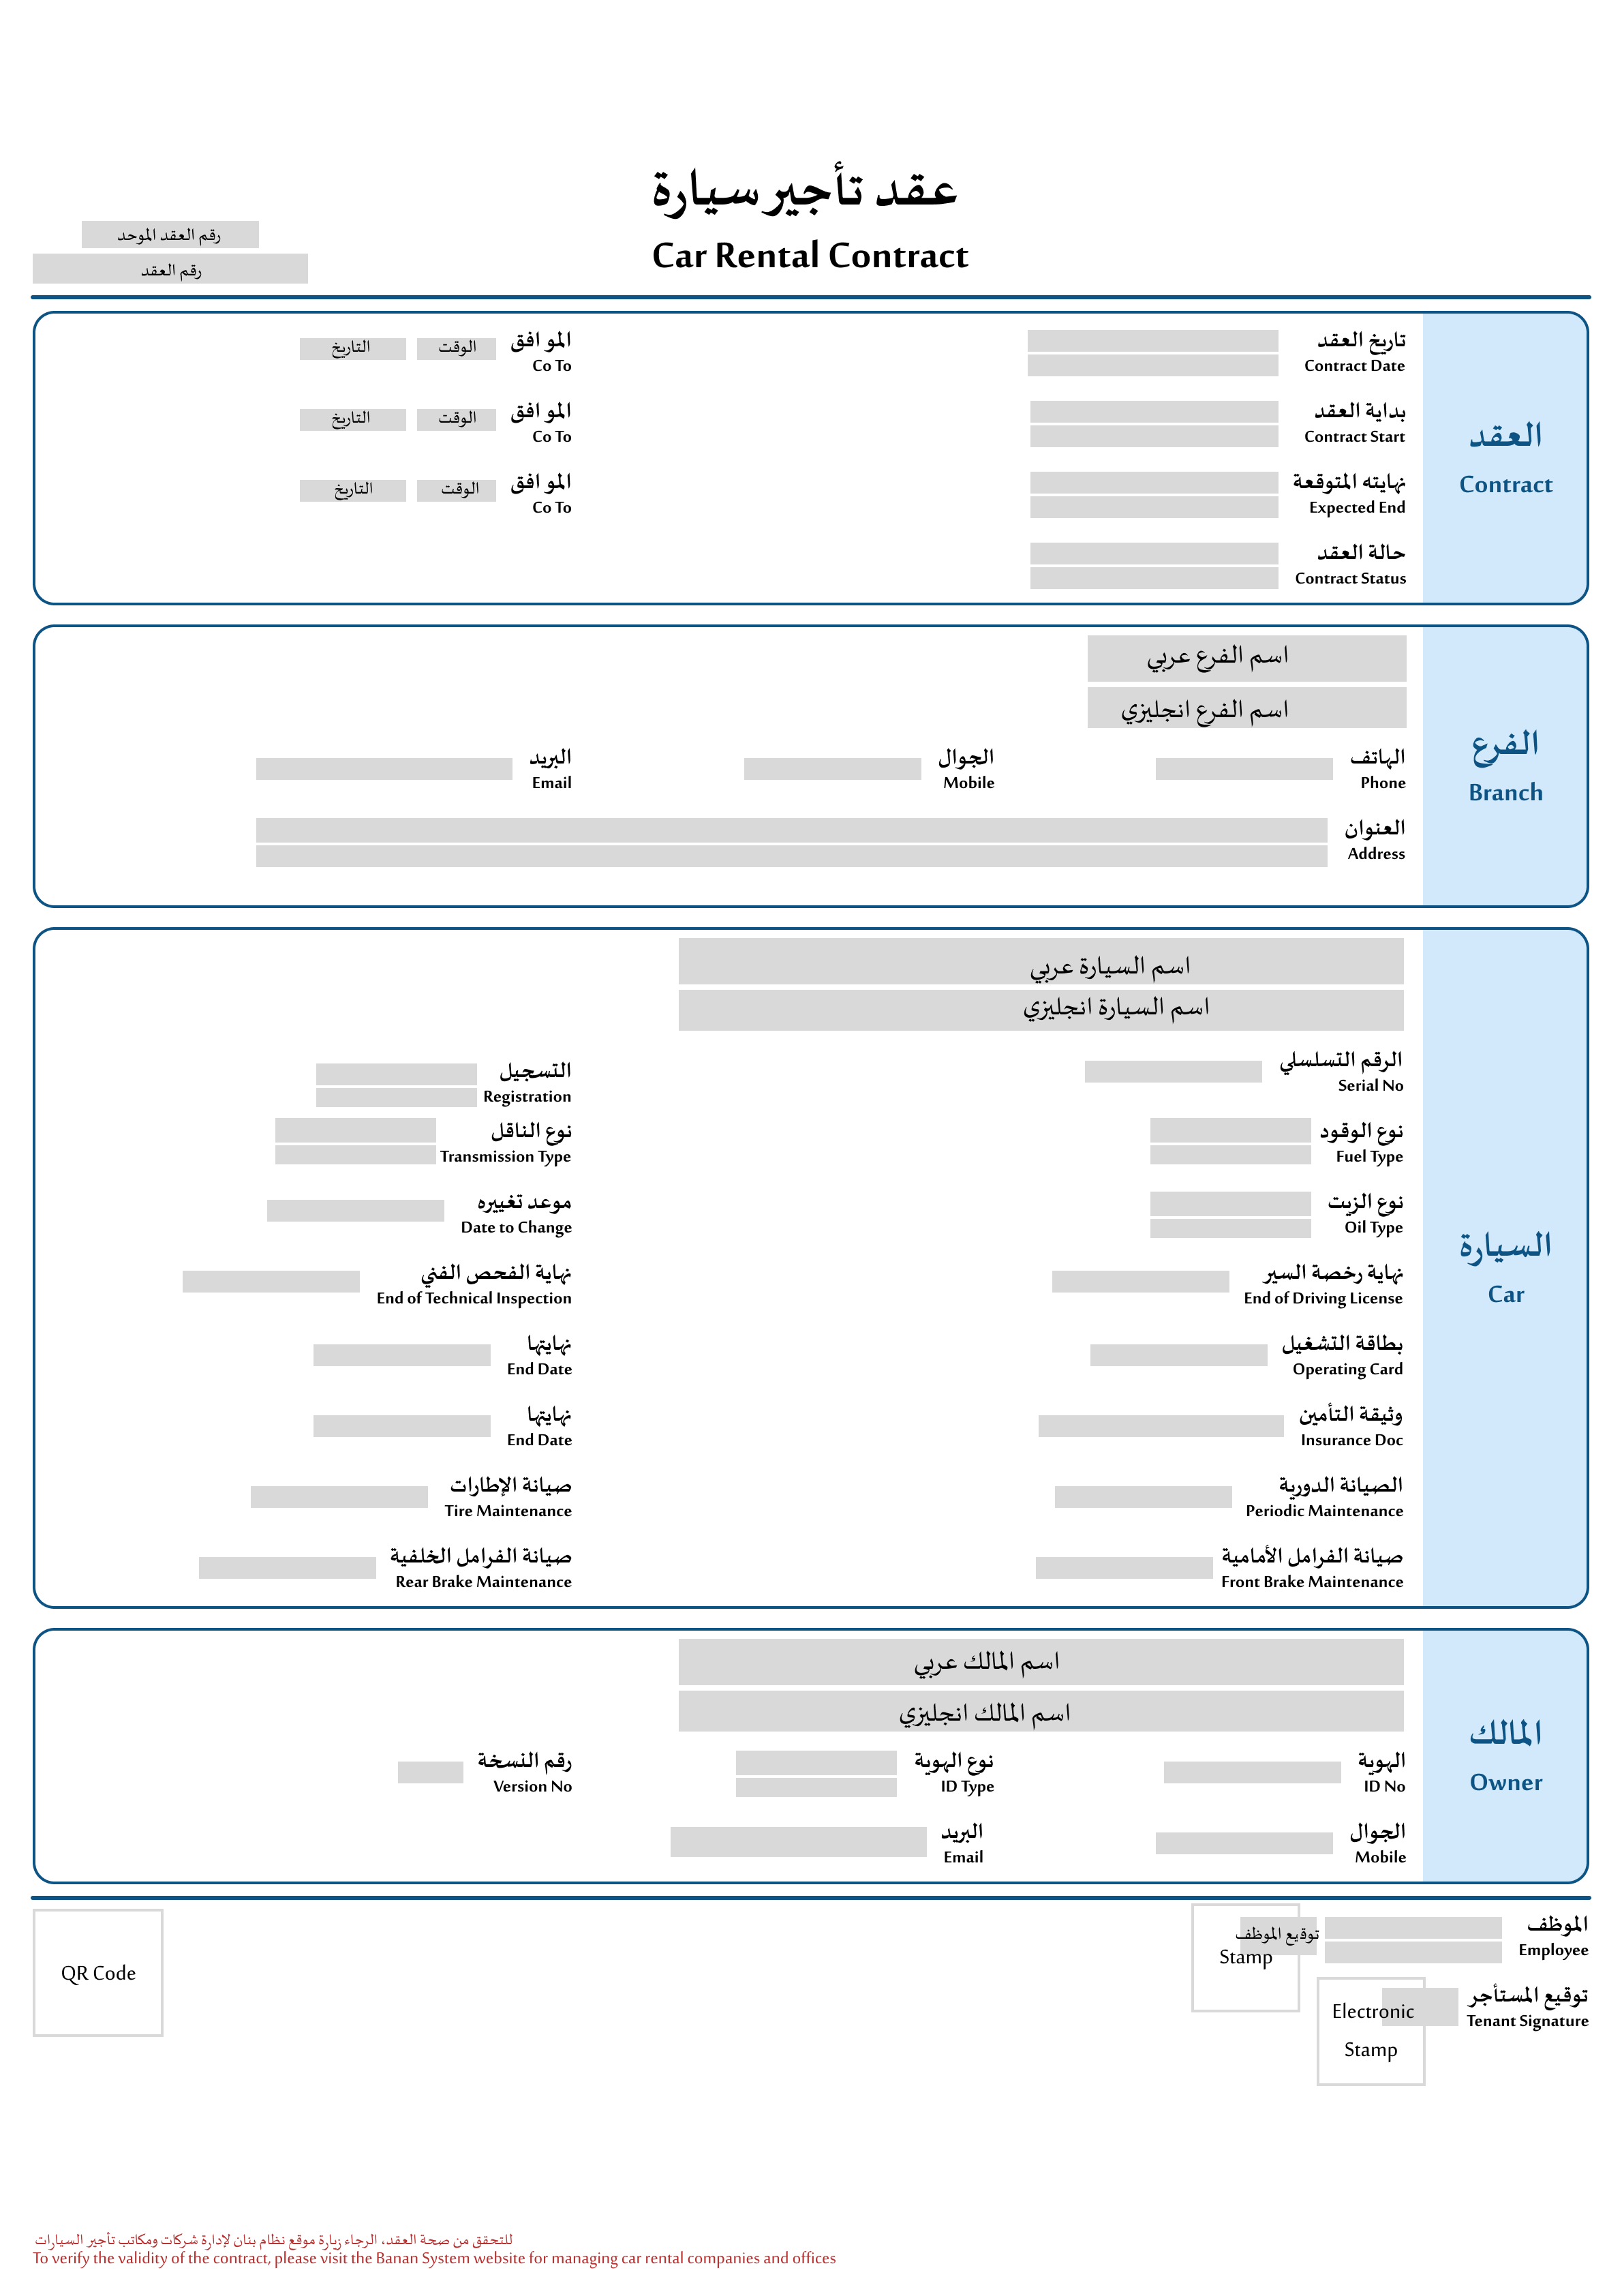 عقد تأجير سيارة
Car Rental Contract
رقم العقد الموحد
رقم العقد
العقد
Contract
تاريخ العقد
Contract Date
الموافق
Co To
الوقت
التاريخ
بداية العقد
Contract Start
الموافق
Co To
الوقت
التاريخ
نهايته المتوقعة
Expected End
الموافق
Co To
الوقت
التاريخ
حالة العقد
Contract Status
الفرع
Branch
اسم الفرع عربي
اسم الفرع انجليزي
الهاتف
Phone
الجوال
Mobile
البريد
Email
العنوان
Address
السيارة
Car
اسم السيارة عربي
اسم السيارة انجليزي
الرقم التسلسلي
Serial No
التسجيل
Registration
نوع الوقود
Fuel Type
نوع الناقل
Transmission Type
نوع الزيت
Oil Type
موعد تغييره
Date to Change
نهاية رخصة السير
End of Driving License
نهاية الفحص الفني
End of Technical Inspection
بطاقة التشغيل
Operating Card
نهايتها
End Date
وثيقة التأمين
Insurance Doc
نهايتها
End Date
الصيانة الدورية
Periodic Maintenance
صيانة الإطارات
Tire Maintenance
صيانة الفرامل الأمامية
Front Brake Maintenance
صيانة الفرامل الخلفية
Rear Brake Maintenance
المالك
Owner
اسم المالك عربي
اسم المالك انجليزي
الهوية
ID No
نوع الهوية
ID Type
رقم النسخة
Version No
الجوال
Mobile
البريد
Email
الموظف
Employee
توقيع الموظف
Stamp
توقيع المستأجر
Tenant Signature
Electronic
Stamp
QR Code
للتحقق من صحة العقد، الرجاء زيارة موقع نظام بنان لإدارة شركات ومكاتب تأجير السيارات
To verify the validity of the contract, please visit the Banan System website for managing car rental companies and offices